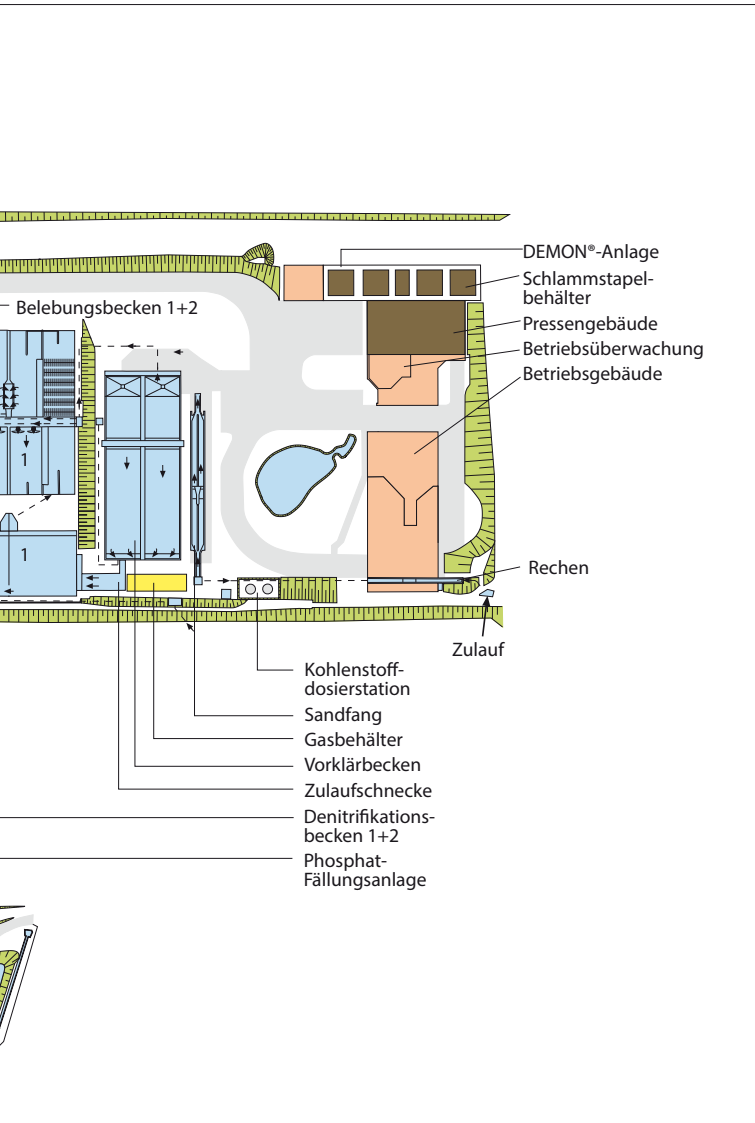 DEMON®-Anlage
Schlammstapel-
behälter
Belebungsbecken 1+2
Pressengebäude
Betriebsüberwachung
Betriebsgebäude
1
1
Rechen
Zulauf
Kohlenstoff-
dosierstation
Sandfang
Gasbehälter
Vorklärbecken
Zulaufschnecke
Denitrifikations-
becken 1+2
Phosphat-
Fällungsanlage